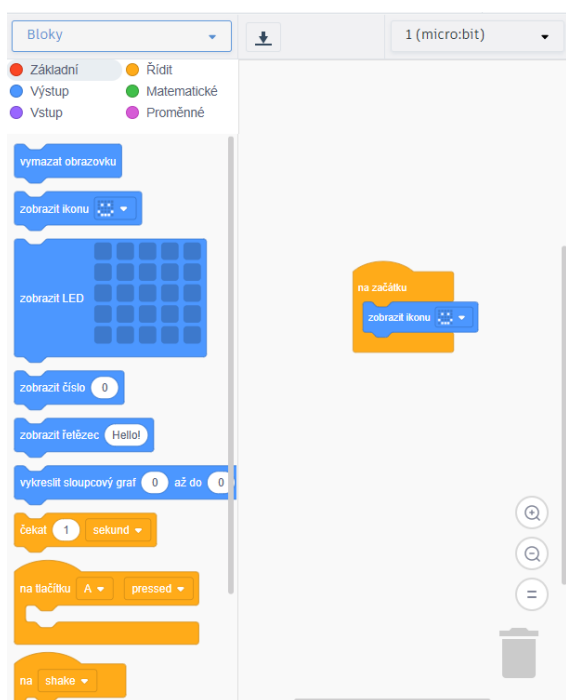 Bloky
1 (micro:bit)
Základní
Řídit
Výstup
Matematické
Vstup
Proměnné
vymazat obrazovku
zobrazit ikonu
zobrazit LED
zobrazit číslo 0
zobrazit řetězec Hello!
vykreslit sloupcový graf 0 až do 0
čekat 1 sekund
na tlačítku A pressed
na shake
na začátku
zobrazit ikonu